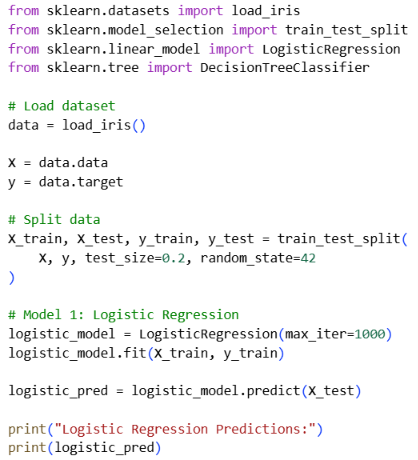 from sklearn.datasets import load_iris
from sklearn.model_selection import train_test_split
from sklearn.linear_model import LogisticRegression
from sklearn.tree import DecisionTreeClassifier

# Load dataset
data = load_iris()

X = data.data
y = data.target

# Split data
X_train, X_test, y_train, y_test = train_test_split(
    X, y, test_size=0.2, random_state=42
)

# Model 1: Logistic Regression
logistic_model = LogisticRegression(max_iter=1000)
logistic_model.fit(X_train, y_train)

logistic_pred = logistic_model.predict(X_test)

print("Logistic Regression Predictions:")
print(logistic_pred)